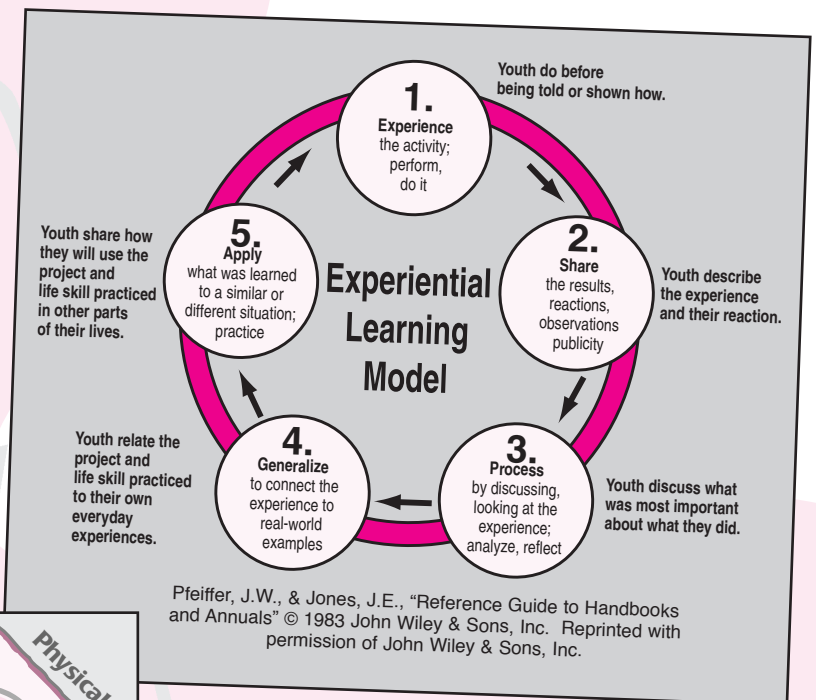 Youth do before
being told or shown how.
1.
Experience
the activity;
perform,
do it
2.
Share
the results,
reactions,
observations
publicity
Youth describe
the experience
and their reaction.
3.
Process
by discussing,
looking at the
experience;
analyze, reflect
Youth discuss what
was most important
about what they did.
4.
Generalize
to connect the
experience to
real-world
examples
Youth relate the
project and
life skill practiced
to their own
everyday
experiences.
5.
Apply
what was learned
to a similar or
different situation;
practice
Youth share how
they will use the
project and
life skill practiced
in other parts
of their lives.
Experiential
Learning
Model
Pfeiffer, J.W., & Jones, J.E., “Reference Guide to Handbooks
and Annuals” © 1983 John Wiley & Sons, Inc.  Reprinted with
permission of John Wiley & Sons, Inc.
Physical